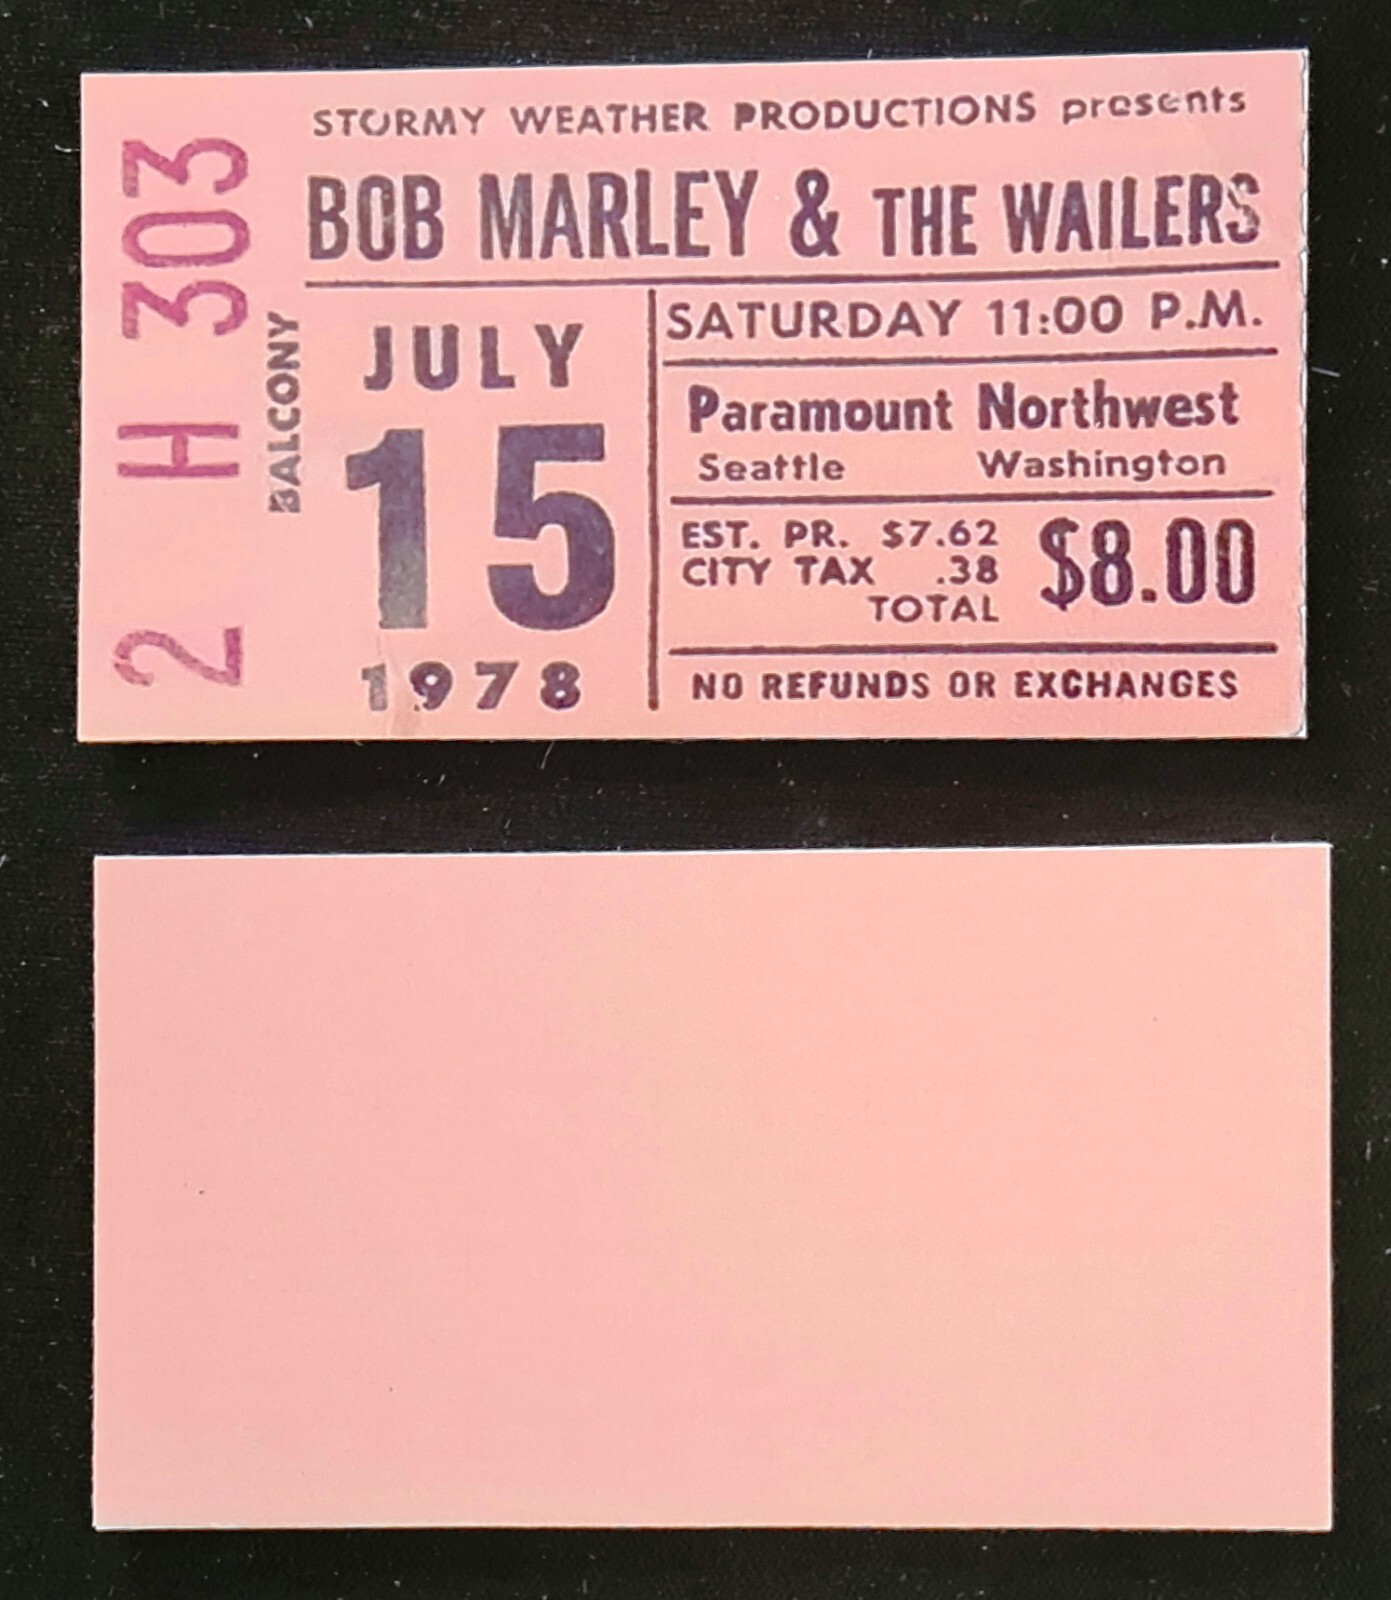 STORMY WEATHER PRODUCTIONS presents
BOB MARLEY & THE WAILERS
2 H 303
BALCONY
JULY
15
1978
SATURDAY 11:00 P.M.
Paramount Northwest
Seattle Washington
EST. PR. $7.62
CITY TAX .38
TOTAL $8.00
NO REFUNDS OR EXCHANGES